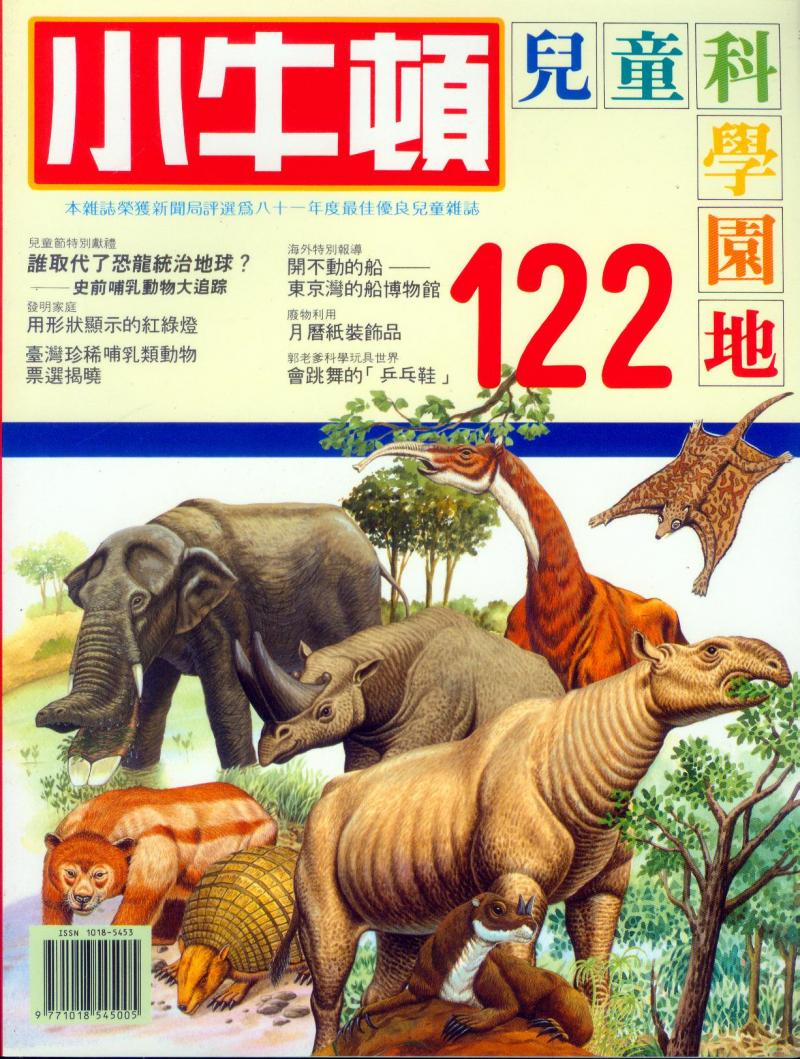 小牛頓
兒童科學園地
本雜誌榮獲新聞局評選為八十一年度最佳優良兒童雜誌
兒童節特別獻禮
誰取代了恐龍統治地球？
——史前哺乳動物大追踪
發明家庭
用形狀顯示的紅綠燈
臺灣珍稀哺乳類動物
票選揭曉
海外特別報導
開不動的船——
東京灣的船博物館
廢物利用
月曆紙裝飾品
郭老爹科學玩具世界
會跳舞的「乒乓鞋」
122
ISSN 1018-5453
9 771018 545005